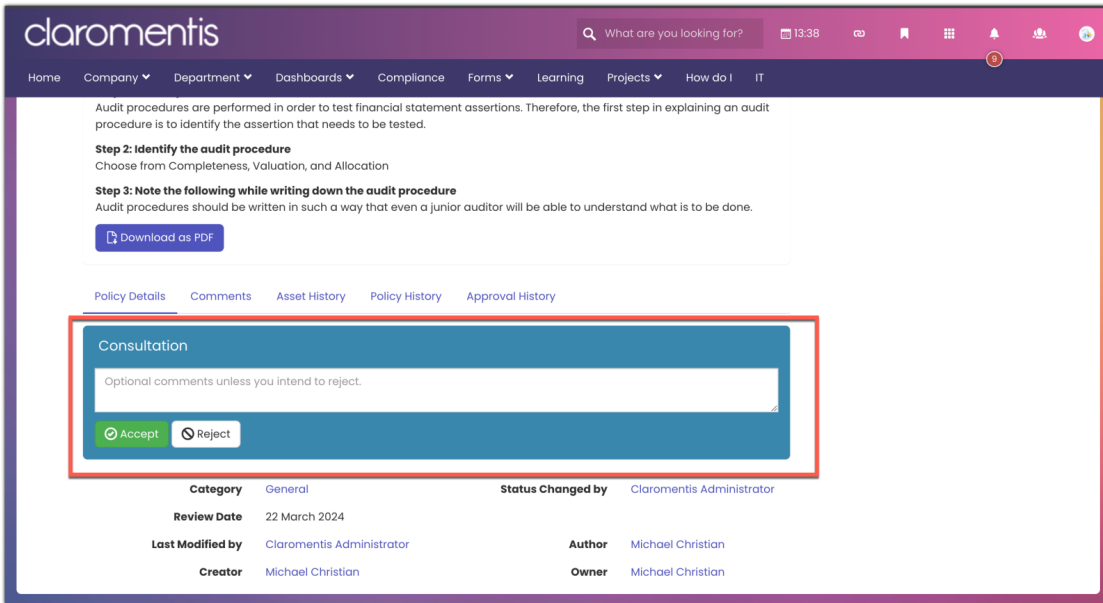 claromentis
What are you looking for?
13:38
9
Home Company Department Dashboards Compliance Forms Learning Projects How do I IT
Audit procedures are performed in order to test financial statement assertions. Therefore, the first step in explaining an audit
procedure is to identify the assertion that needs to be tested.
Step 2: Identify the audit procedure
Choose from Completeness, Valuation, and Allocation
Step 3: Note the following while writing down the audit procedure
Audit procedures should be written in such a way that even a junior auditor will be able to understand what is to be done.
Download as PDF
Policy Details Comments Asset History Policy History Approval History
Consultation
Optional comments unless you intend to reject.
Accept Reject
Category General Status Changed by Claromentis Administrator
Review Date 22 March 2024
Last Modified by Claromentis Administrator Author Michael Christian
Creator Michael Christian Owner Michael Christian